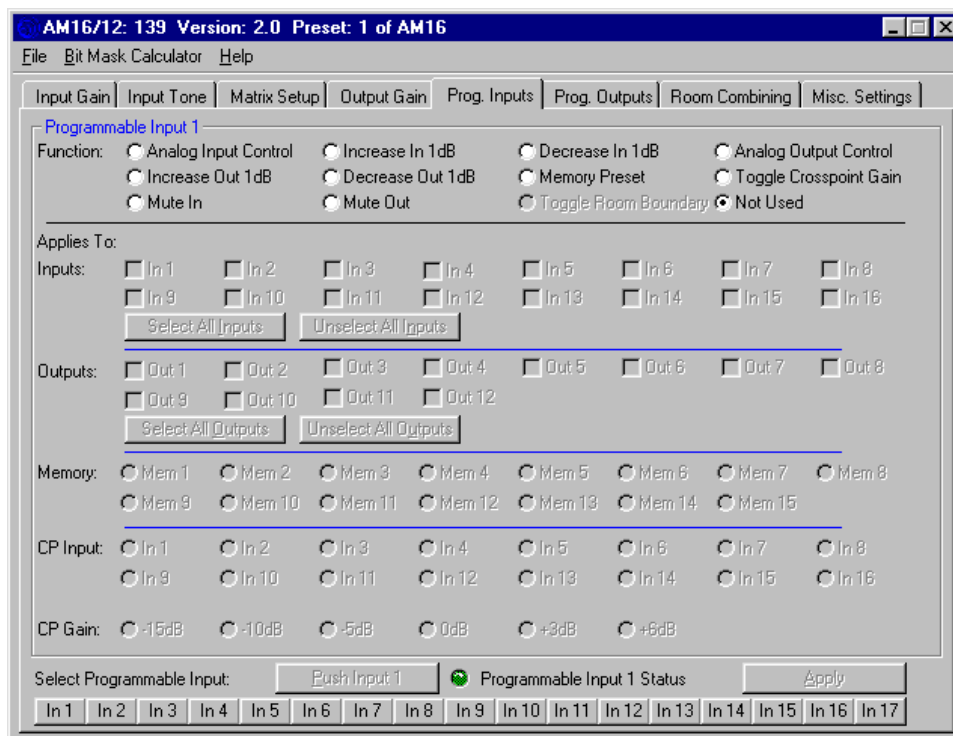 AM16/12: 139 Version: 2.0 Preset: 1 of AM16
File Bit Mask Calculator Help
Input Gain Input Tone Matrix Setup Output Gain Prog. Inputs Prog. Outputs Room Combining Misc. Settings
Programmable Input 1
Function: Analog Input Control Increase In 1dB Decrease In 1dB Analog Output Control
Increase Out 1dB Decrease Out 1dB Memory Preset Toggle Crosspoint Gain
Mute In Mute Out Toggle Room Boundary Not Used
Applies To:
Inputs: In 1 In 2 In 3 In 4 In 5 In 6 In 7 In 8
In 9 In 10 In 11 In 12 In 13 In 14 In 15 In 16
Select All Inputs Unselect All Inputs
Outputs: Out 1 Out 2 Out 3 Out 4 Out 5 Out 6 Out 7 Out 8
Out 9 Out 10 Out 11 Out 12
Select All Outputs Unselect All Outputs
Memory: Mem 1 Mem 2 Mem 3 Mem 4 Mem 5 Mem 6 Mem 7 Mem 8
Mem 9 Mem 10 Mem 11 Mem 12 Mem 13 Mem 14 Mem 15
CP Input: In 1 In 2 In 3 In 4 In 5 In 6 In 7 In 8
In 9 In 10 In 11 In 12 In 13 In 14 In 15 In 16
CP Gain: -15dB -10dB -5dB 0dB +3dB +6dB
Select Programmable Input: Push Input 1 Programmable Input 1 Status Apply
In 1 In 2 In 3 In 4 In 5 In 6 In 7 In 8 In 9 In 10 In 11 In 12 In 13 In 14 In 15 In 16 In 17